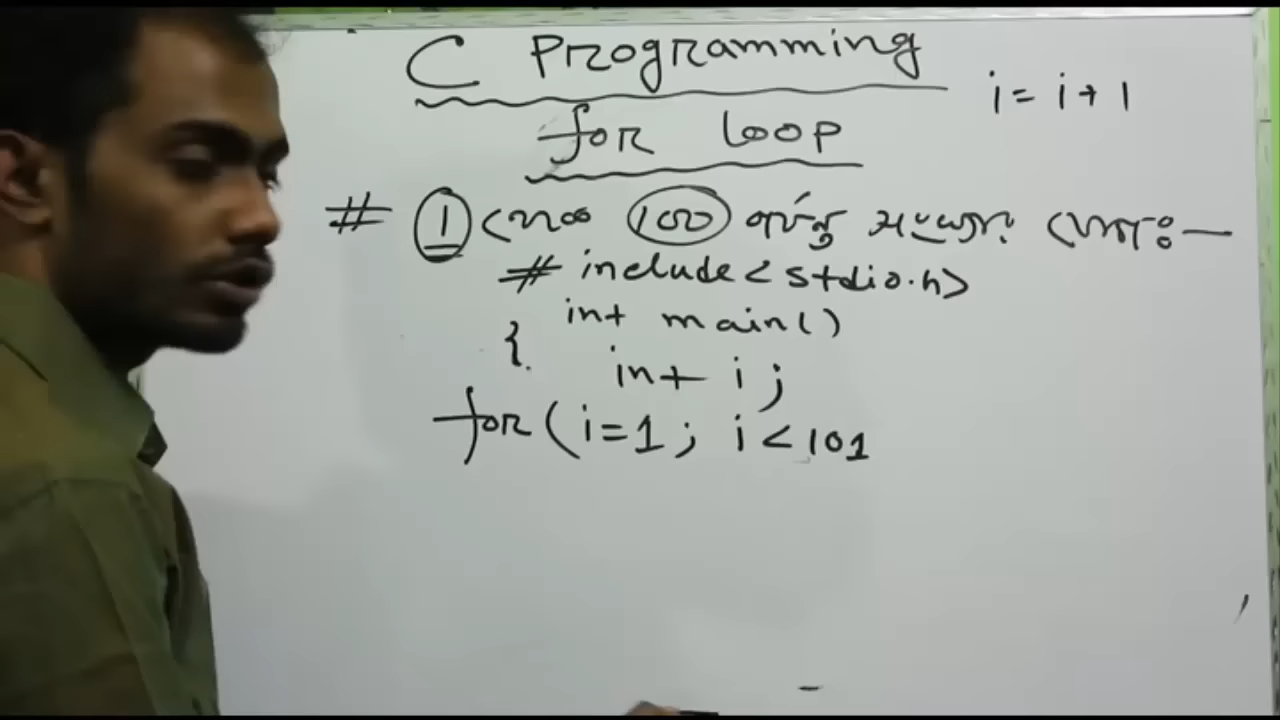 C Programming
i = i + 1
for loop
# 1 থেকে 100 পর্যন্ত সংখ্যা
# include < stdio.h>
int main()
{
int i ;
for ( i=1 ; i < 101